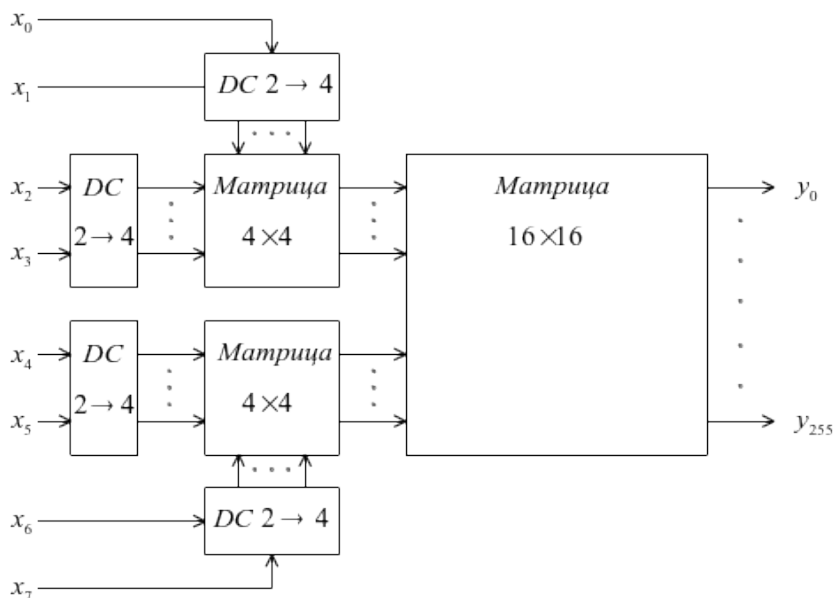 x₀
x₁
DC 2 → 4
x₂
DC
Матрица
Матрица
y₀
2 → 4
4 ×4
16 ×16
x₃
x₄
DC
Матрица
2 → 4
4 ×4
x₅
y₂₅₅
x₆
DC 2 → 4
x₇